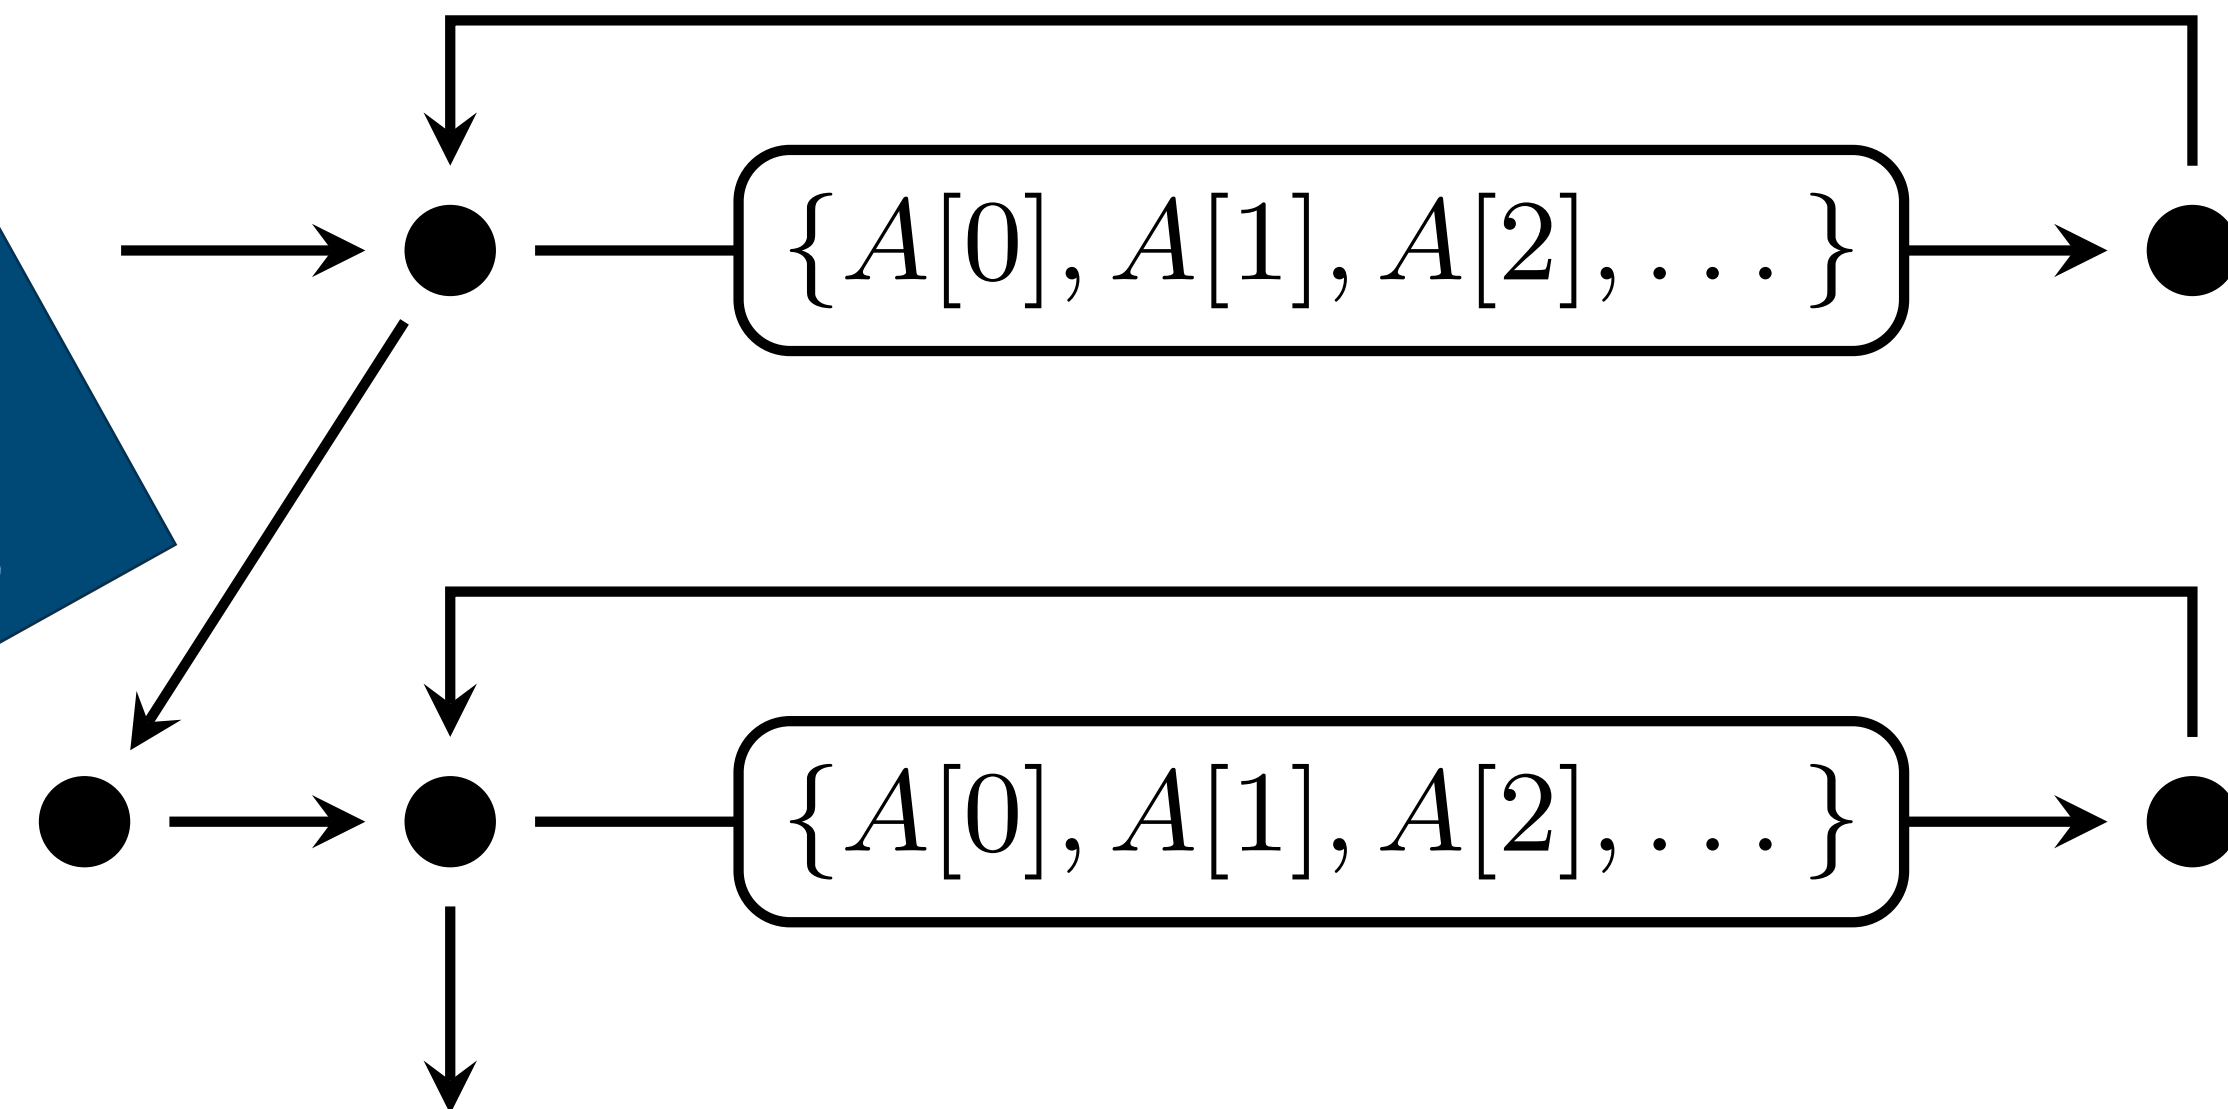 {A[0], A[1], A[2], . . . }
{A[0], A[1], A[2], . . . }